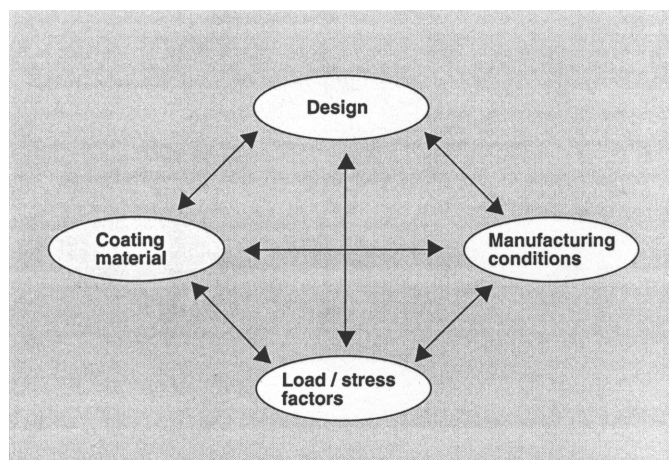 Design
Coating
material
Manufacturing
conditions
Load / stress
factors